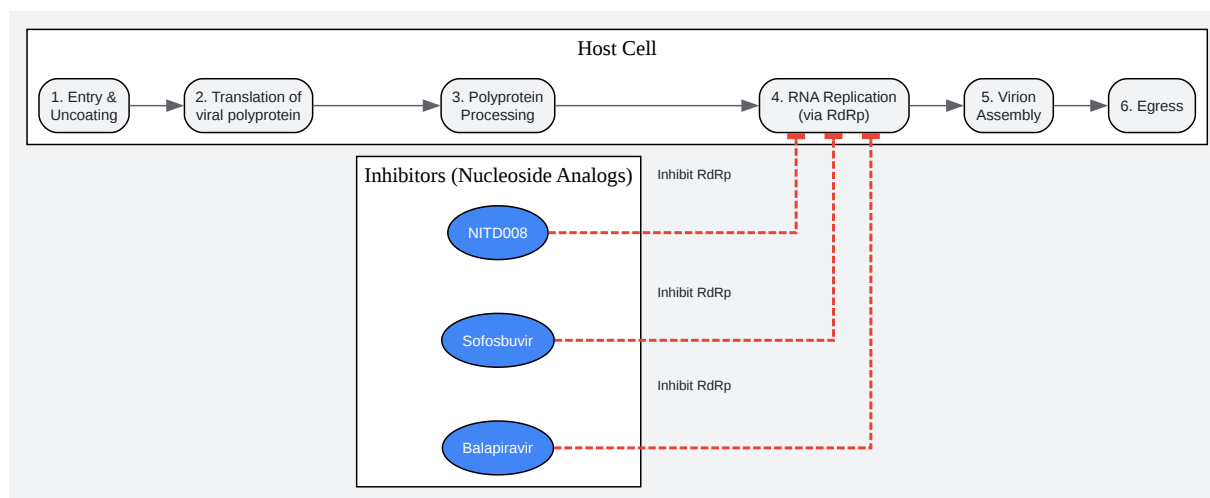 Host Cell
1. Entry &
Uncoating
2. Translation of
viral polyprotein
3. Polyprotein
Processing
4. RNA Replication
(via RdRp)
5. Virion
Assembly
6. Egress
Inhibitors (Nucleoside Analogs)
Inhibit RdRp
NITD008
Inhibit RdRp
Sofosbuvir
Inhibit RdRp
Balapiravir